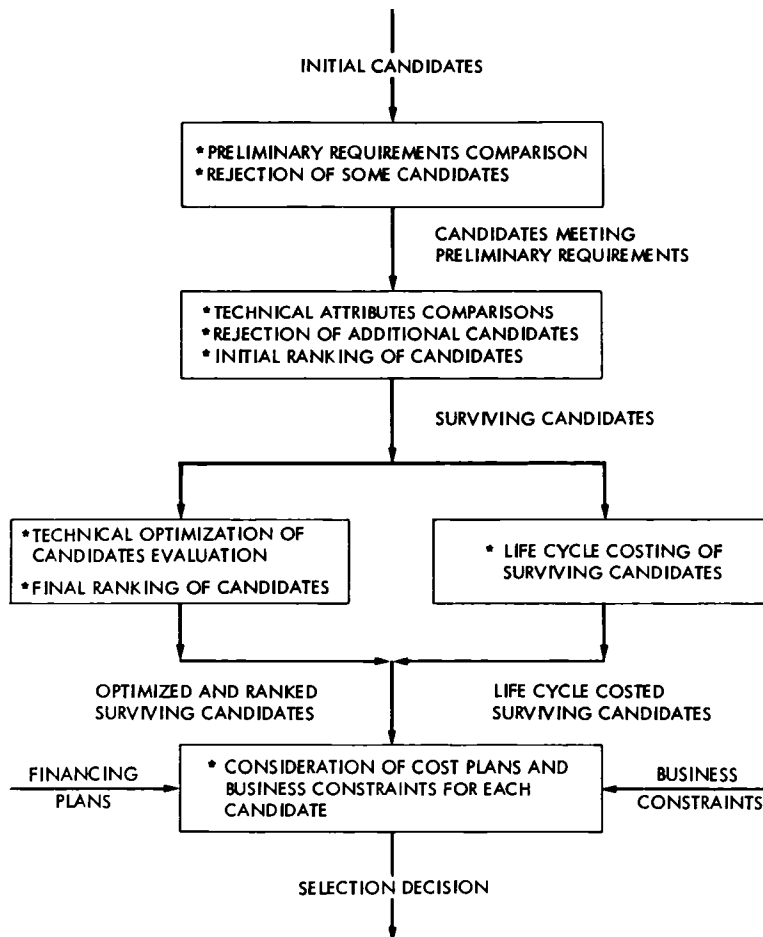 INITIAL CANDIDATES
* PRELIMINARY REQUIREMENTS COMPARISON
* REJECTION OF SOME CANDIDATES
CANDIDATES MEETING
PRELIMINARY REQUIREMENTS
* TECHNICAL ATTRIBUTES COMPARISONS
* REJECTION OF ADDITIONAL CANDIDATES
* INITIAL RANKING OF CANDIDATES
SURVIVING CANDIDATES
* TECHNICAL OPTIMIZATION OF
CANDIDATES EVALUATION
* FINAL RANKING OF CANDIDATES
* LIFE CYCLE COSTING OF
SURVIVING CANDIDATES
OPTIMIZED AND RANKED
SURVIVING CANDIDATES
LIFE CYCLE COSTED
SURVIVING CANDIDATES
FINANCING
PLANS
* CONSIDERATION OF COST PLANS AND
BUSINESS CONSTRAINTS FOR EACH
CANDIDATE
BUSINESS
CONSTRAINTS
SELECTION DECISION